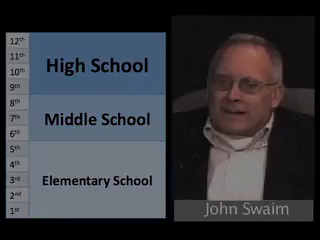 12th
11th
10th
9th
High School
8th
7th
6th
Middle School
5th
4th
3rd
2nd
1st
Elementary School
John Swaim